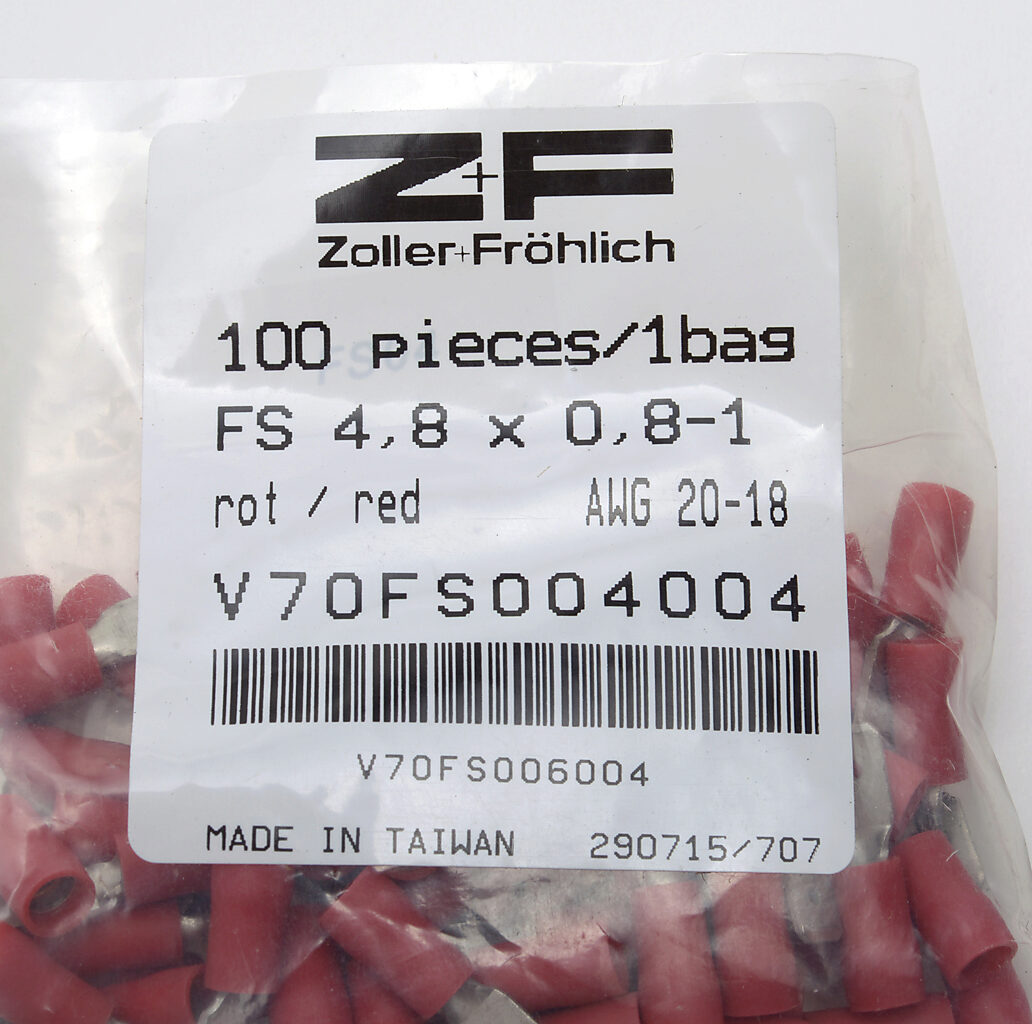 Z+F
Zoller+Fröhlich
100 pieces/1bag
FS 4,8 x 0,8-1
rot / red AWG 20-18
V70FS004004
V70FS006004
MADE IN TAIWAN 290715/707